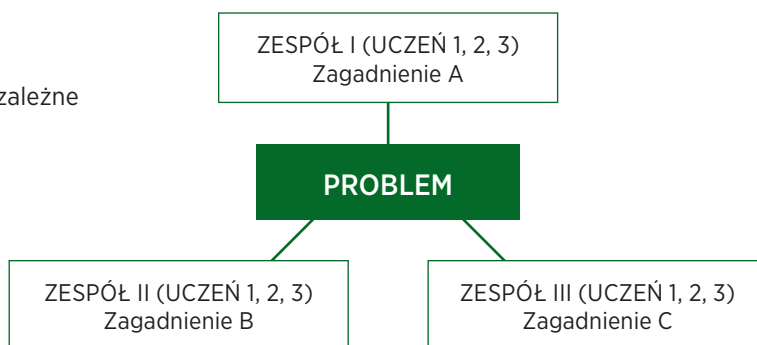 ZESPÓŁ I (UCZEŃ 1, 2, 3)
Zagadnienie A
zależne
PROBLEM
ZESPÓŁ II (UCZEŃ 1, 2, 3)
Zagadnienie B
ZESPÓŁ III (UCZEŃ 1, 2, 3)
Zagadnienie C